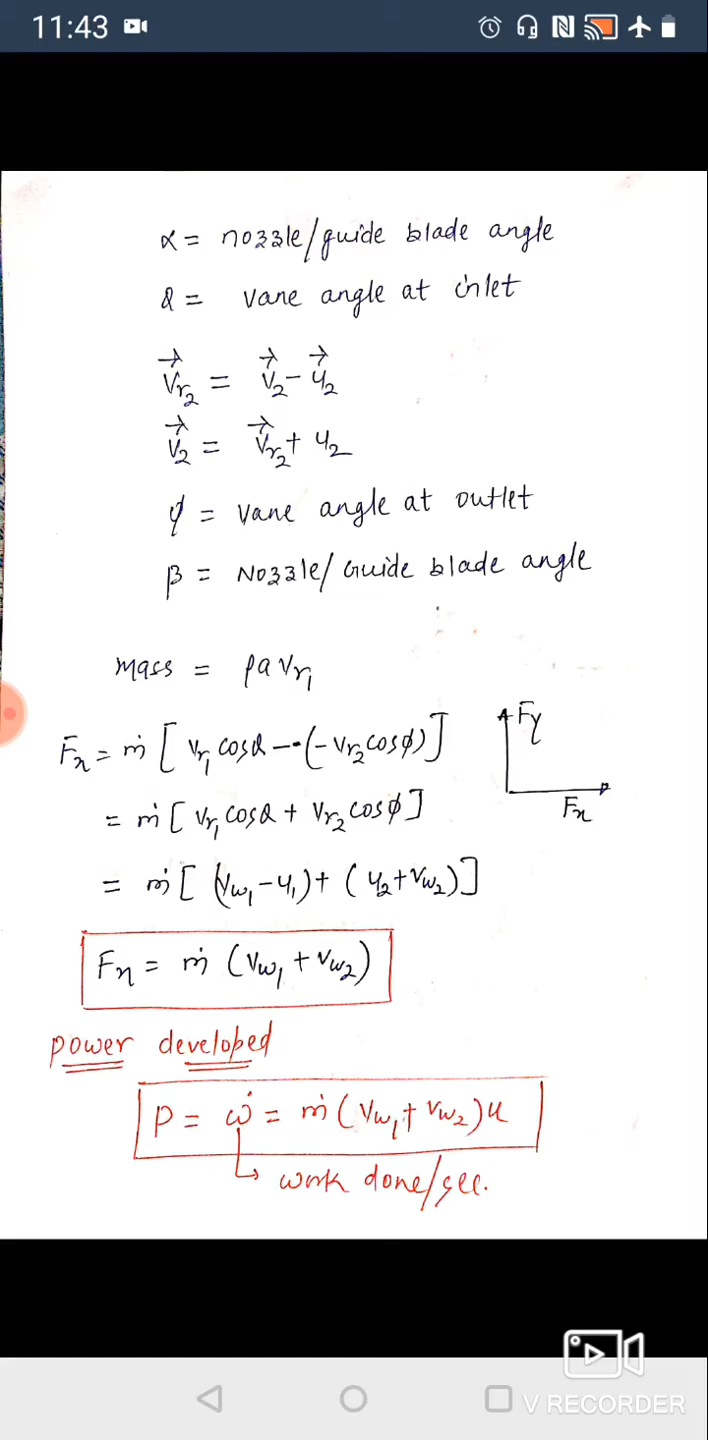 11:43
α = nozzle/guide blade angle
θ = vane angle at inlet
V⃗r₂ = V⃗₂ - u⃗₂
V⃗₂ = V⃗r₂ + u₂
φ = vane angle at outlet
β = Nozzle/Guide blade angle
mass = ρaVr₁
Fx = ṁ [Vr₁ cosθ -- (-Vr₂ cosφ)]
Fy
Fx
= ṁ [Vr₁ cosθ + Vr₂ cosφ]
= ṁ [(Vw₁ - u₁) + (u₂ + Vw₂)]
Fx = ṁ (Vw₁ + Vw₂)
power developed
P = ẇ = ṁ (Vw₁ + Vw₂) u
↳ work done/sec.
V RECORDER